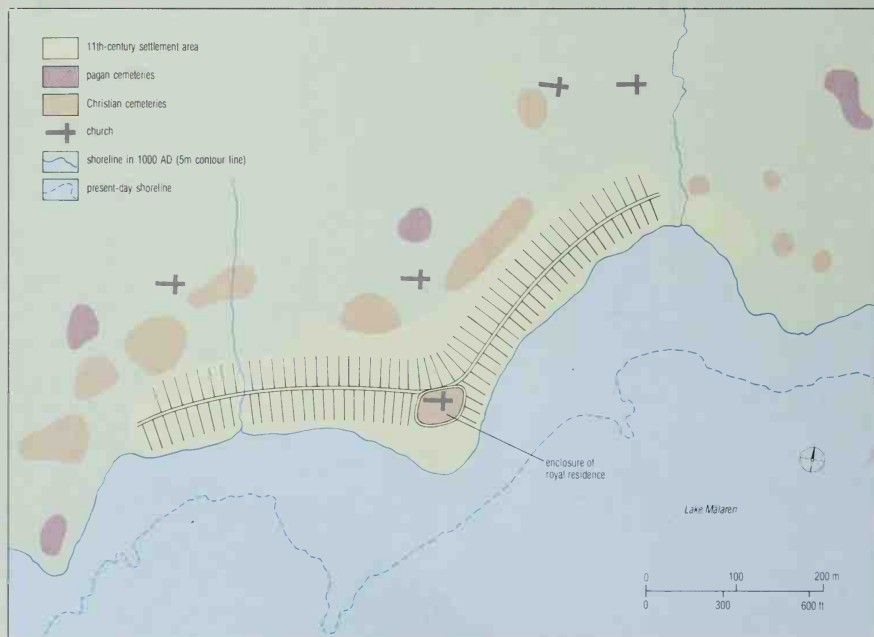 11th-century settlement area
pagan cemeteries
Christian cemeteries
church
shoreline in 1000 AD (5m contour line)
present-day shoreline
enclosure of
royal residence
Lake Mälaren
0 100 200 m
0 300 600 ft